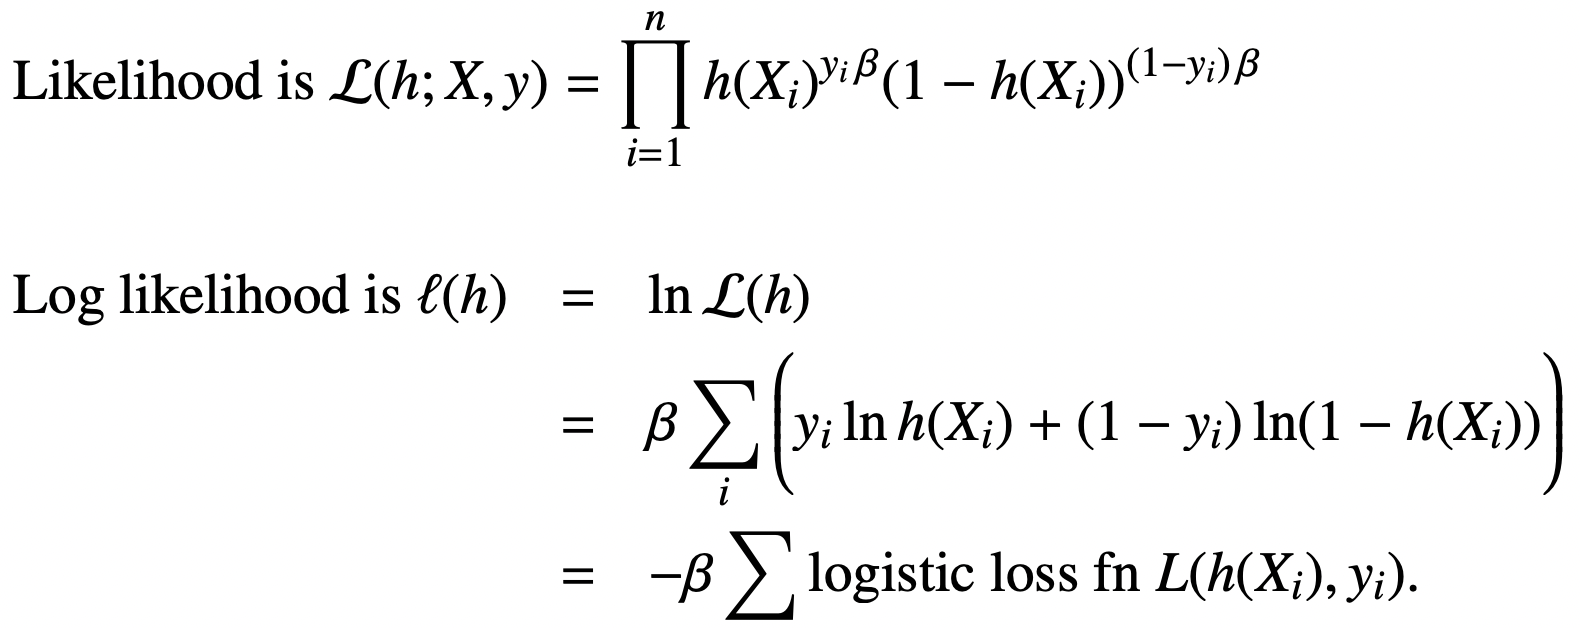 Likelihood is ℒ(h; X, y) = ∏_{i=1}^{n} h(X_i)^{y_i β} (1 − h(X_i))^{(1−y_i) β}
Log likelihood is ℓ(h) = ln ℒ(h)
= β ∑_i (y_i ln h(X_i) + (1 − y_i) ln(1 − h(X_i)))
= −β ∑ logistic loss fn L(h(X_i), y_i).